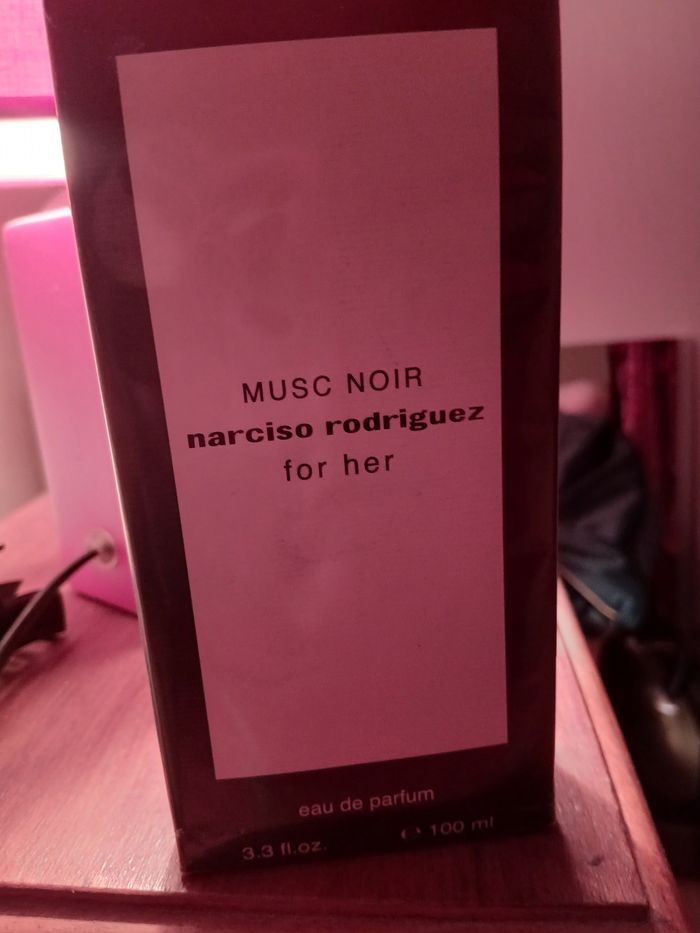 MUSC NOIR
narciso rodriguez
for her
eau de parfum
3.3 fl.oz. ℮ 100 ml